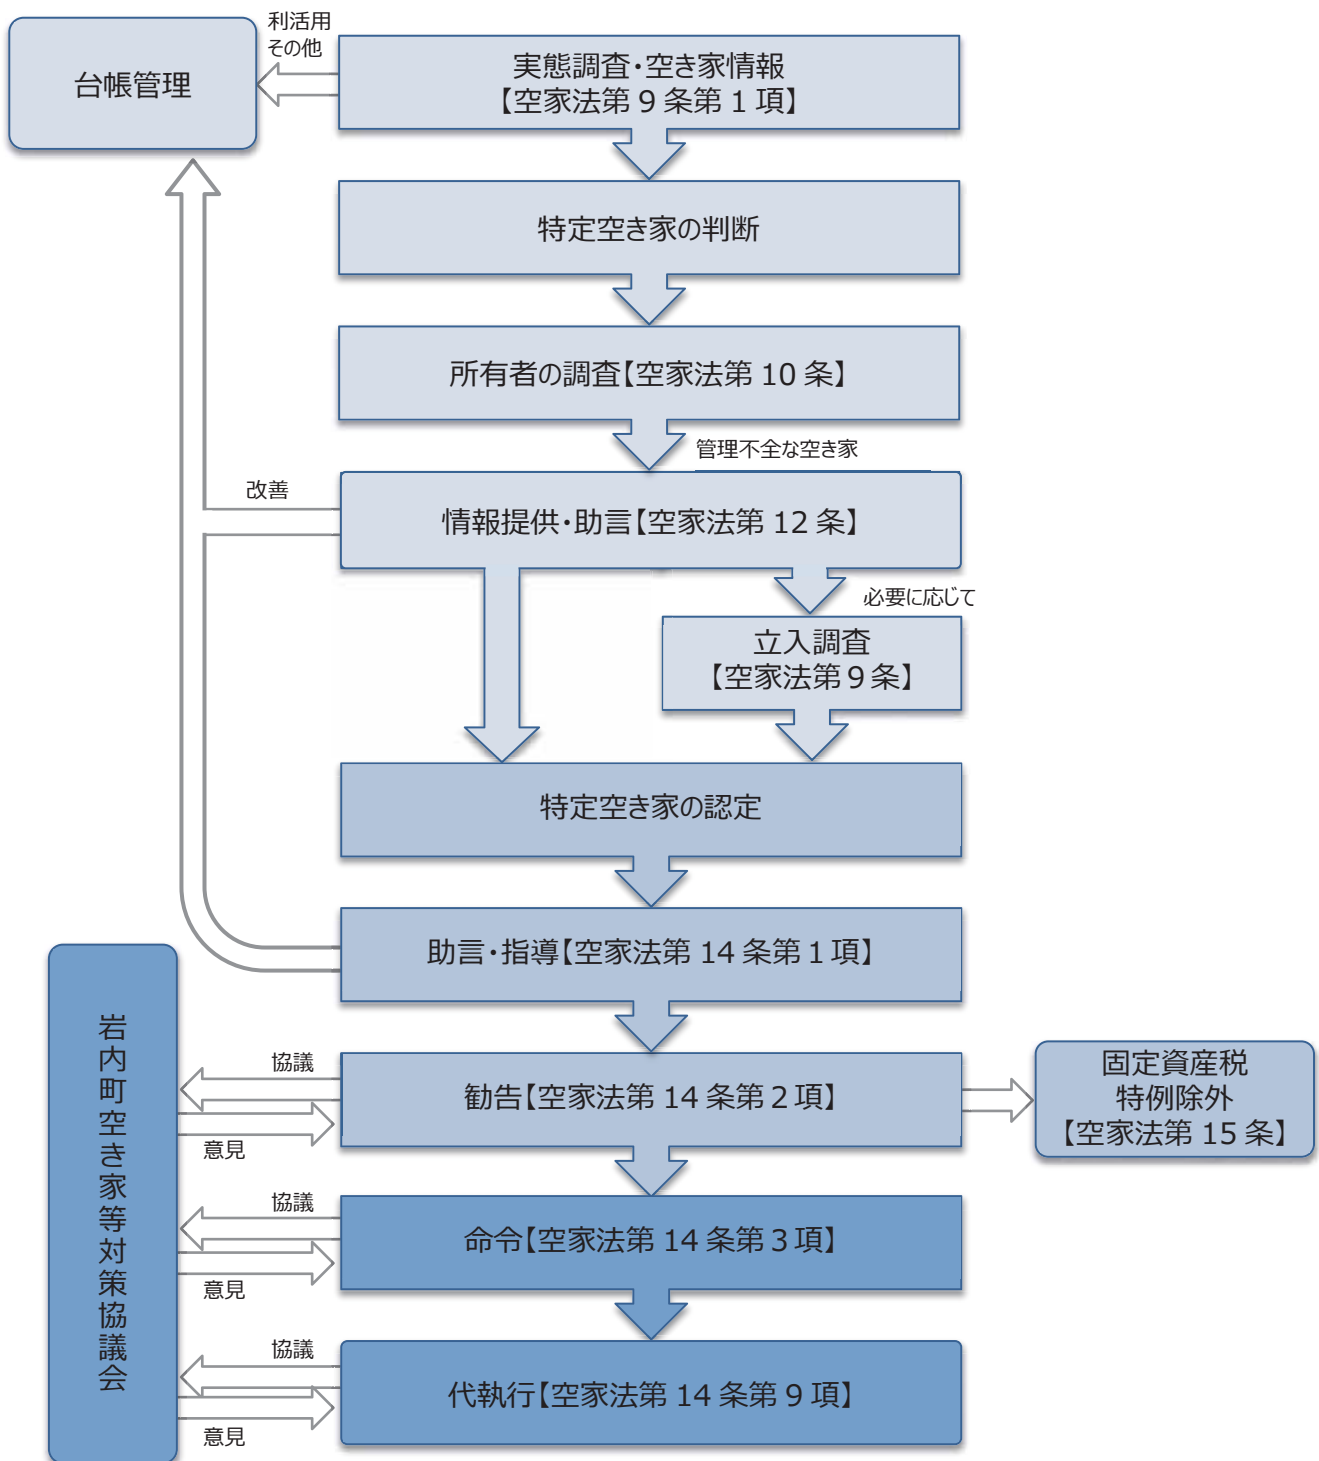 利活用
その他
台帳管理
実態調査・空き家情報
【空家法第 9 条第 1 項】
特定空き家の判断
所有者の調査【空家法第 10 条】
管理不全な空き家
改善
情報提供・助言【空家法第 12 条】
必要に応じて
立入調査
【空家法第 9 条】
特定空き家の認定
助言・指導【空家法第 14 条第 1 項】
岩内町空き家等対策協議会
協議
勧告【空家法第 14 条第 2 項】
意見
固定資産税
特例除外
【空家法第 15 条】
協議
命令【空家法第 14 条第 3 項】
意見
協議
代執行【空家法第 14 条第 9 項】
意見